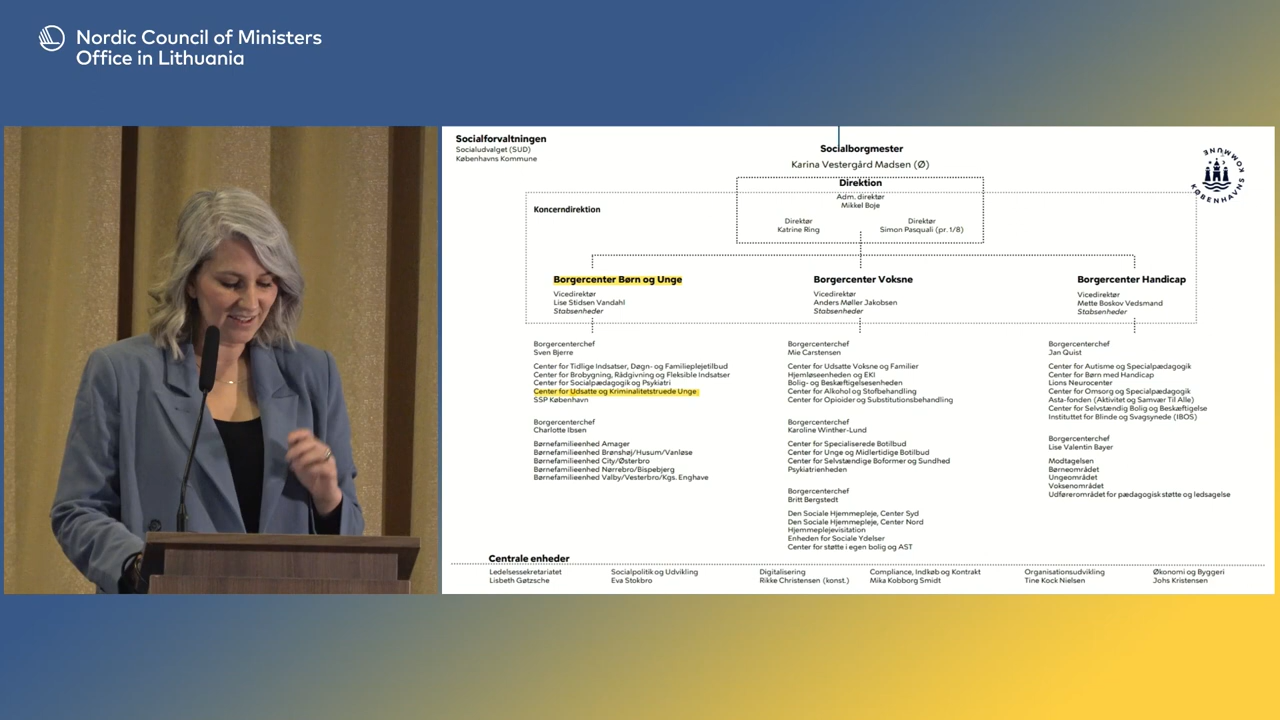 Nordic Council of Ministers
Office in Lithuania
Socialforvaltningen
Socialudvalget (SUD)
Københavns Kommune
Socialborgmester
Karina Vestergård Madsen (Ø)
KØBENHAVNS KOMMUNE
Direktion
Adm. direktør
Mikkel Boje
Direktør
Katrine Ring
Direktør
Simon Pasquali (pr. 1/8)
Koncerndirektion
Borgercenter Børn og Unge
Vicedirektør
Lise Stidsen Vandahl
Stabsenheder
Borgercenter Voksne
Vicedirektør
Anders Møller Jakobsen
Stabsenheder
Borgercenter Handicap
Vicedirektør
Mette Boskov Vedsmand
Stabsenheder
Borgercenterchef
Sven Bjerre
Center for Tidlige Indsatser, Døgn- og Familieplejetilbud
Center for Brobygning, Rådgivning og Fleksible Indsatser
Center for Socialpædagogik og Psykiatri
Center for Udsatte og Kriminalitetstruede Unge
SSP København
Borgercenterchef
Charlotte Ibsen
Børnefamilieenhed Amager
Børnefamilieenhed Brønshøj/Husum/Vanløse
Børnefamilieenhed City/Østerbro
Børnefamilieenhed Nørrebro/Bispebjerg
Børnefamilieenhed Valby/Vesterbro/Kgs. Enghave
Borgercenterchef
Mie Carstensen
Center for Udsatte Voksne og Familier
Hjemløseenheden og EKI
Bolig- og Beskæftigelsesenheden
Center for Alkohol og Stofbehandling
Center for Opioider og Substitutionsbehandling
Borgercenterchef
Karoline Winther-Lund
Center for Specialiserede Botilbud
Center for Unge og Midlertidige Botilbud
Center for Selvstændige Boformer og Sundhed
Psykiatrienheden
Borgercenterchef
Britt Bergstedt
Den Sociale Hjemmepleje, Center Syd
Den Sociale Hjemmepleje, Center Nord
Hjemmeplejevisitation
Enheden for Sociale Ydelser
Center for støtte i egen bolig og AST
Borgercenterchef
Jan Quist
Center for Autisme og Specialpædagogik
Center for Børn med Handicap
Lions Neurocenter
Center for Omsorg og Specialpædagogik
Asta-fonden (Aktivitet og Samvær Til Alle)
Center for Selvstændig Bolig og Beskæftigelse
Instituttet for Blinde og Svagsynede (IBOS)
Borgercenterchef
Lise Valentin Bayer
Modtagelsen
Børneområdet
Ungeområdet
Voksenområdet
Udførerområdet for pædagogisk støtte og ledsagelse
Centrale enheder
Ledelsessekretariatet
Lisbeth Gøtzsche
Socialpolitik og Udvikling
Eva Stokbro
Digitalisering
Rikke Christensen (konst.)
Compliance, Indkøb og Kontrakt
Mika Kobborg Smidt
Organisationsudvikling
Tine Kock Nielsen
Økonomi og Byggeri
Johs Kristensen